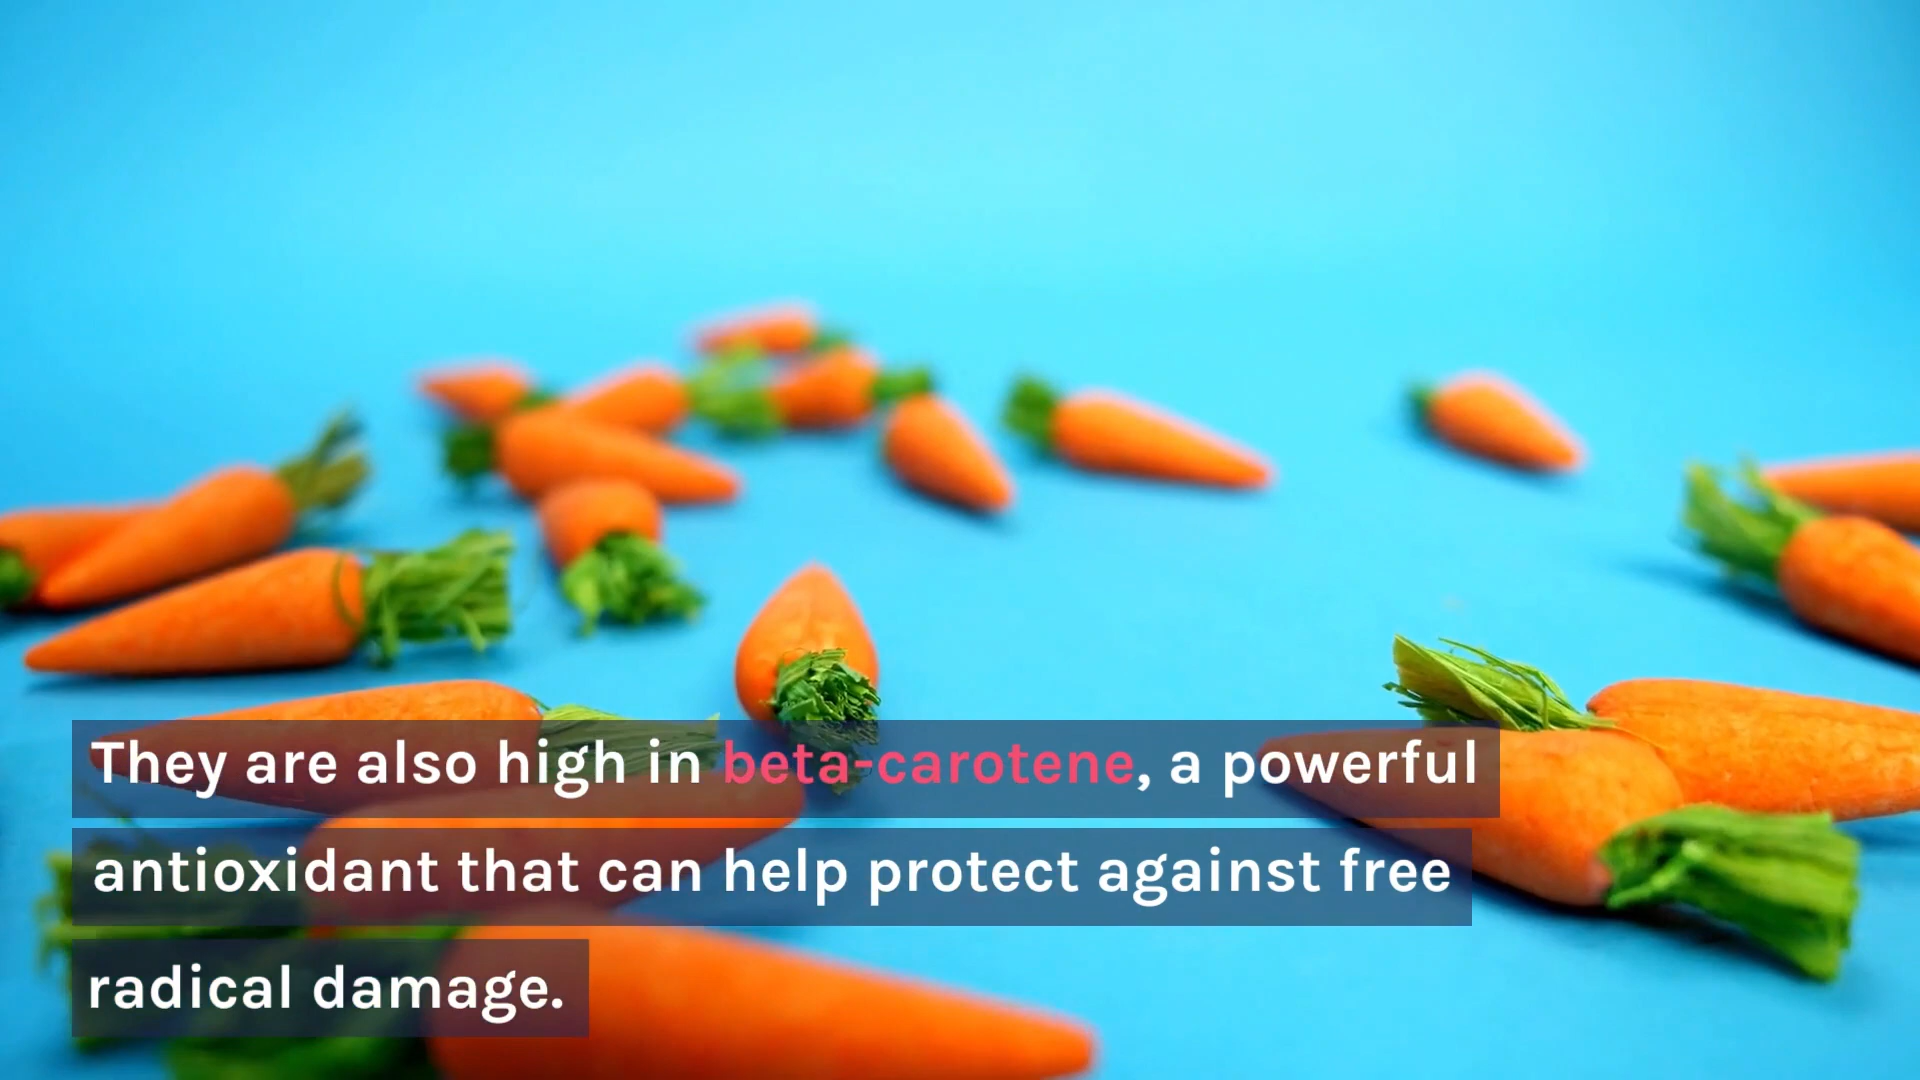 They are also high in beta-carotene, a powerful
antioxidant that can help protect against free
radical damage.